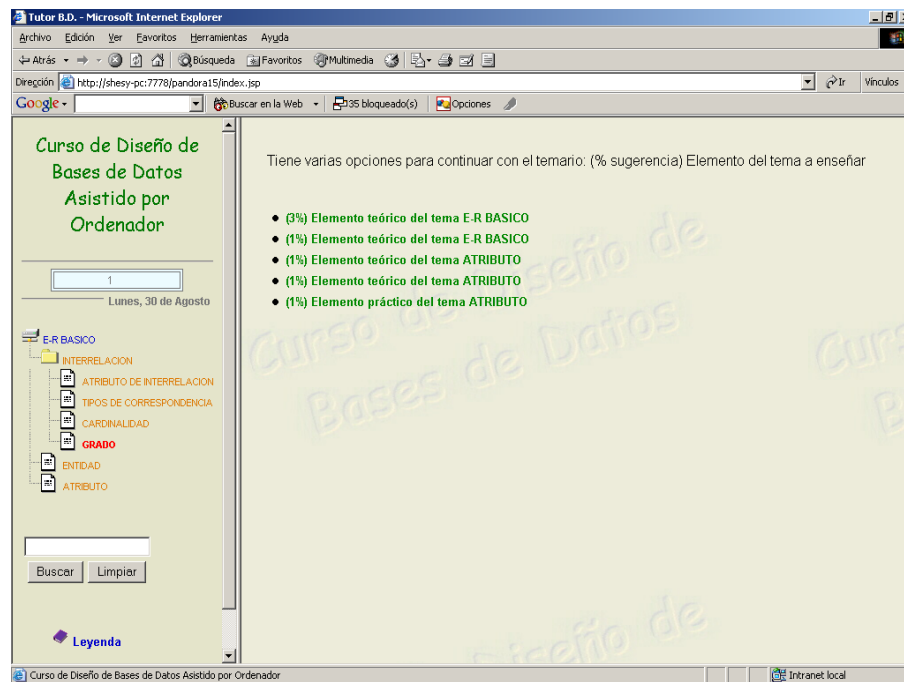 Tutor B.D. - Microsoft Internet Explorer
Archivo Edición Ver Favoritos Herramientas Ayuda
Atrás Búsqueda Favoritos Multimedia
Dirección http://shesy-pc:7778/pandora15/index.jsp Ir Vínculos
Google Buscar en la Web 135 bloqueado(s) Opciones
Curso de Diseño de
Bases de Datos
Asistido por
Ordenador
1
Lunes, 30 de Agosto
E-R BASICO
INTERRELACION
ATRIBUTO DE INTERRELACION
TIPOS DE CORRESPONDENCIA
CARDINALIDAD
GRADO
ENTIDAD
ATRIBUTO
Buscar Limpiar
Leyenda
Tiene varias opciones para continuar con el temario: (% sugerencia) Elemento del tema a enseñar
(3%) Elemento teórico del tema E-R BASICO
(1%) Elemento teórico del tema E-R BASICO
(1%) Elemento teórico del tema ATRIBUTO
(1%) Elemento teórico del tema ATRIBUTO
(1%) Elemento práctico del tema ATRIBUTO
Curso de Diseño de
Bases de Datos
Curso de Diseño de Bases de Datos Asistido por Ordenador Intranet local